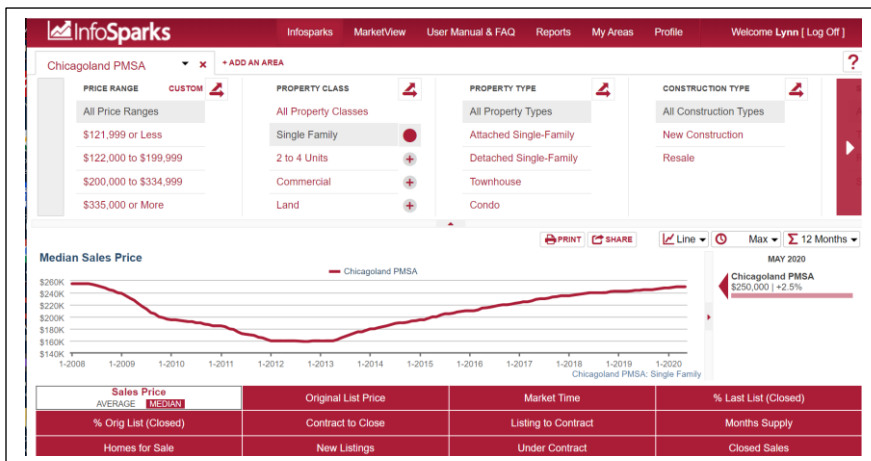 InfoSparks
Infosparks MarketView User Manual & FAQ Reports My Areas Profile Welcome Lynn [ Log Off ]
Chicagoland PMSA × + ADD AN AREA ?
PRICE RANGE CUSTOM PROPERTY CLASS PROPERTY TYPE CONSTRUCTION TYPE
All Price Ranges All Property Classes All Property Types All Construction Types
$121,999 or Less Single Family Attached Single-Family New Construction
$122,000 to $199,999 2 to 4 Units + Detached Single-Family Resale
$200,000 to $334,999 Commercial + Townhouse
$335,000 or More Land + Condo
PRINT SHARE Line Max Σ 12 Months
Median Sales Price
MAY 2020
Chicagoland PMSA
Chicagoland PMSA
$250,000 | +2.5%
$260K
$240K
$220K
$200K
$180K
$160K
$140K
1-2008 1-2009 1-2010 1-2011 1-2012 1-2013 1-2014 1-2015 1-2016 1-2017 1-2018 1-2019 1-2020
Chicagoland PMSA: Single Family
Sales Price Original List Price Market Time % Last List (Closed)
AVERAGE MEDIAN
% Orig List (Closed) Contract to Close Listing to Contract Months Supply
Homes for Sale New Listings Under Contract Closed Sales